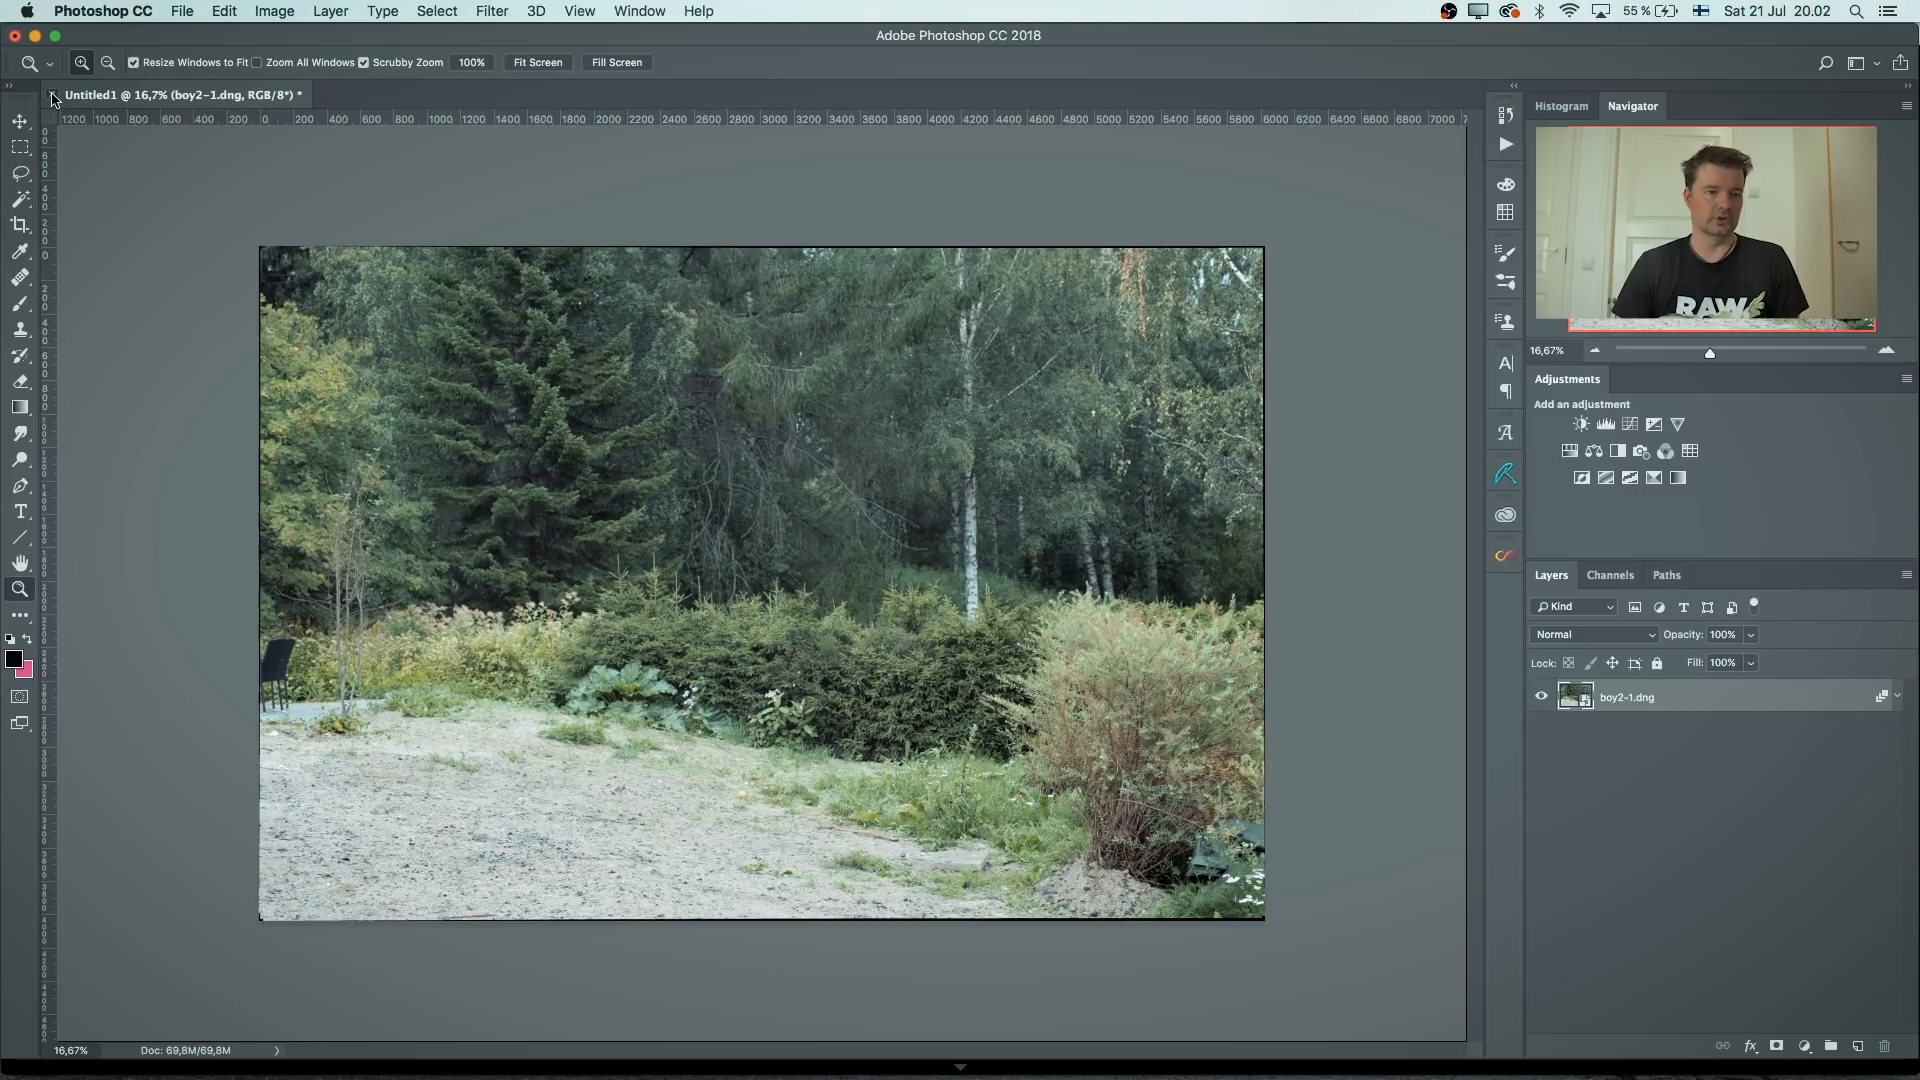 Photoshop CC File Edit Image Layer Type Select Filter 3D View Window Help 55 % Sat 21 Jul 20.02
Adobe Photoshop CC 2018
Resize Windows to Fit Zoom All Windows Scrubby Zoom 100% Fit Screen Fill Screen
Untitled1 @ 16,7% (boy2-1.dng, RGB/8*) *
1200 1000 800 600 400 200 0 200 400 600 800 1000 1200 1400 1600 1800 2000 2200 2400 2600 2800 3000 3200 3400 3600 3800 4000 4200 4400 4600 4800 5000 5200 5400 5600 5800 6000 6200 6400 6600 6800 7000
Histogram Navigator
RAW
16,67%
Adjustments
Add an adjustment
Layers Channels Paths
Kind
Normal Opacity: 100%
Lock: Fill: 100%
boy2-1.dng
16,67% Doc: 69,8M/69,8M